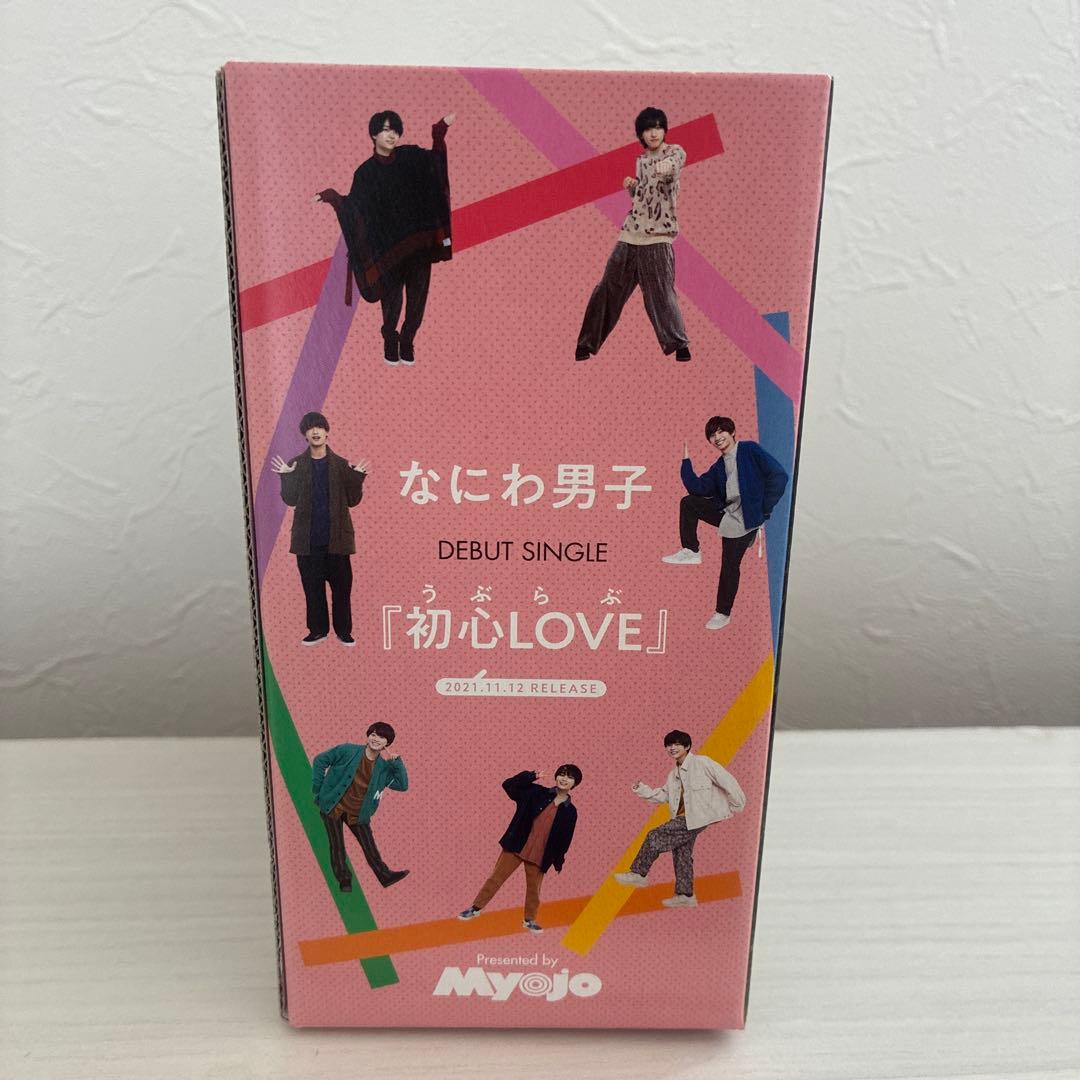 なにわ男子
DEBUT SINGLE
うぶらぶ
『初心LOVE』
2021.11.12 RELEASE
Presented by
Myojo